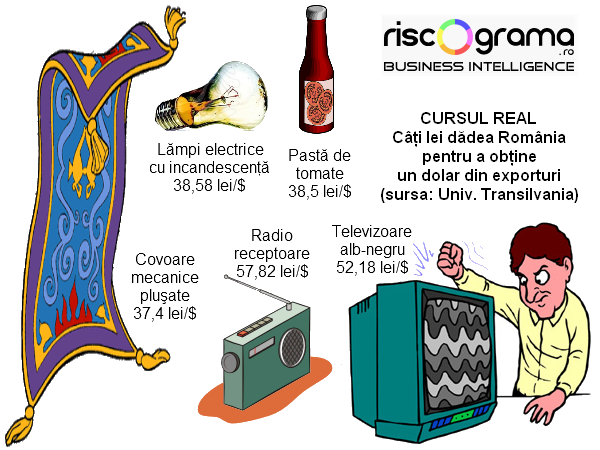 riscograma
.ro
BUSINESS INTELLIGENCE
CURSUL REAL
Câți lei dădea România
pentru a obține
un dolar din exporturi
(sursa: Univ. Transilvania)
Lămpi electrice
cu incandescență
38,58 lei/$
Pastă de
tomate
38,5 lei/$
Covoare
mecanice
plușate
37,4 lei/$
Radio
receptoare
57,82 lei/$
Televizoare
alb-negru
52,18 lei/$